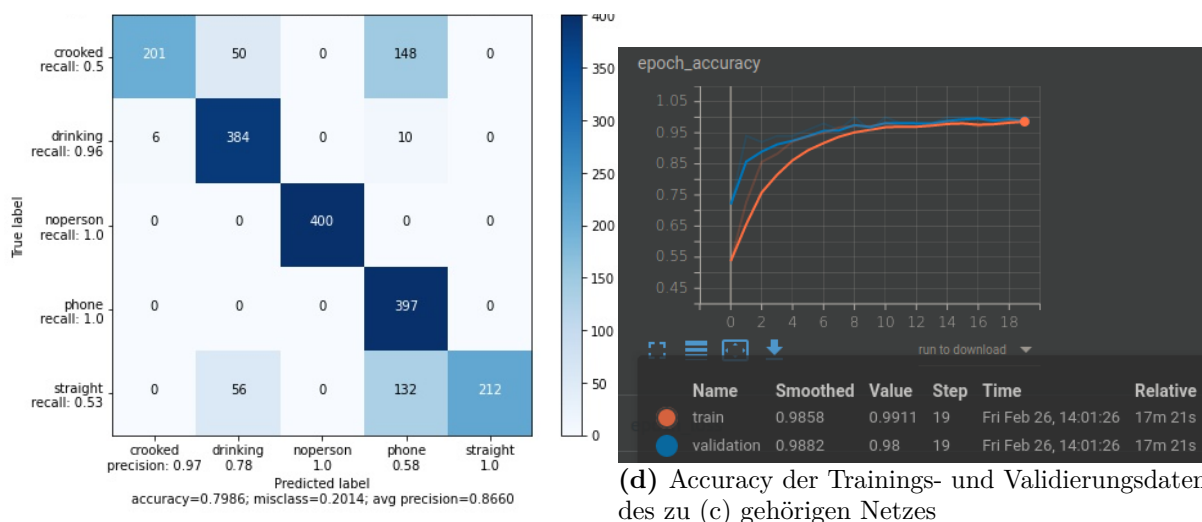 True label
crooked
recall: 0.5
201 50 0 148 0
drinking
recall: 0.96
6 384 0 10 0
noperson
recall: 1.0
0 0 400 0 0
phone
recall: 1.0
0 0 0 397 0
straight
recall: 0.53
0 56 0 132 212
crooked drinking noperson phone straight
precision: 0.97 0.78 1.0 0.58 1.0
Predicted label
accuracy=0.7986; misclass=0.2014; avg precision=0.8660
400
350
300
250
200
150
100
50
0
epoch_accuracy
1.05
0.95
0.85
0.75
0.65
0.55
0.45
0 2 4 6 8 10 12 14 16 18
run to download
Name Smoothed Value Step Time Relative
train 0.9858 0.9911 19 Fri Feb 26, 14:01:26 17m 21s
validation 0.9882 0.98 19 Fri Feb 26, 14:01:26 17m 21s
(d) Accuracy der Trainings- und Validierungsdaten
des zu (c) gehörigen Netzes